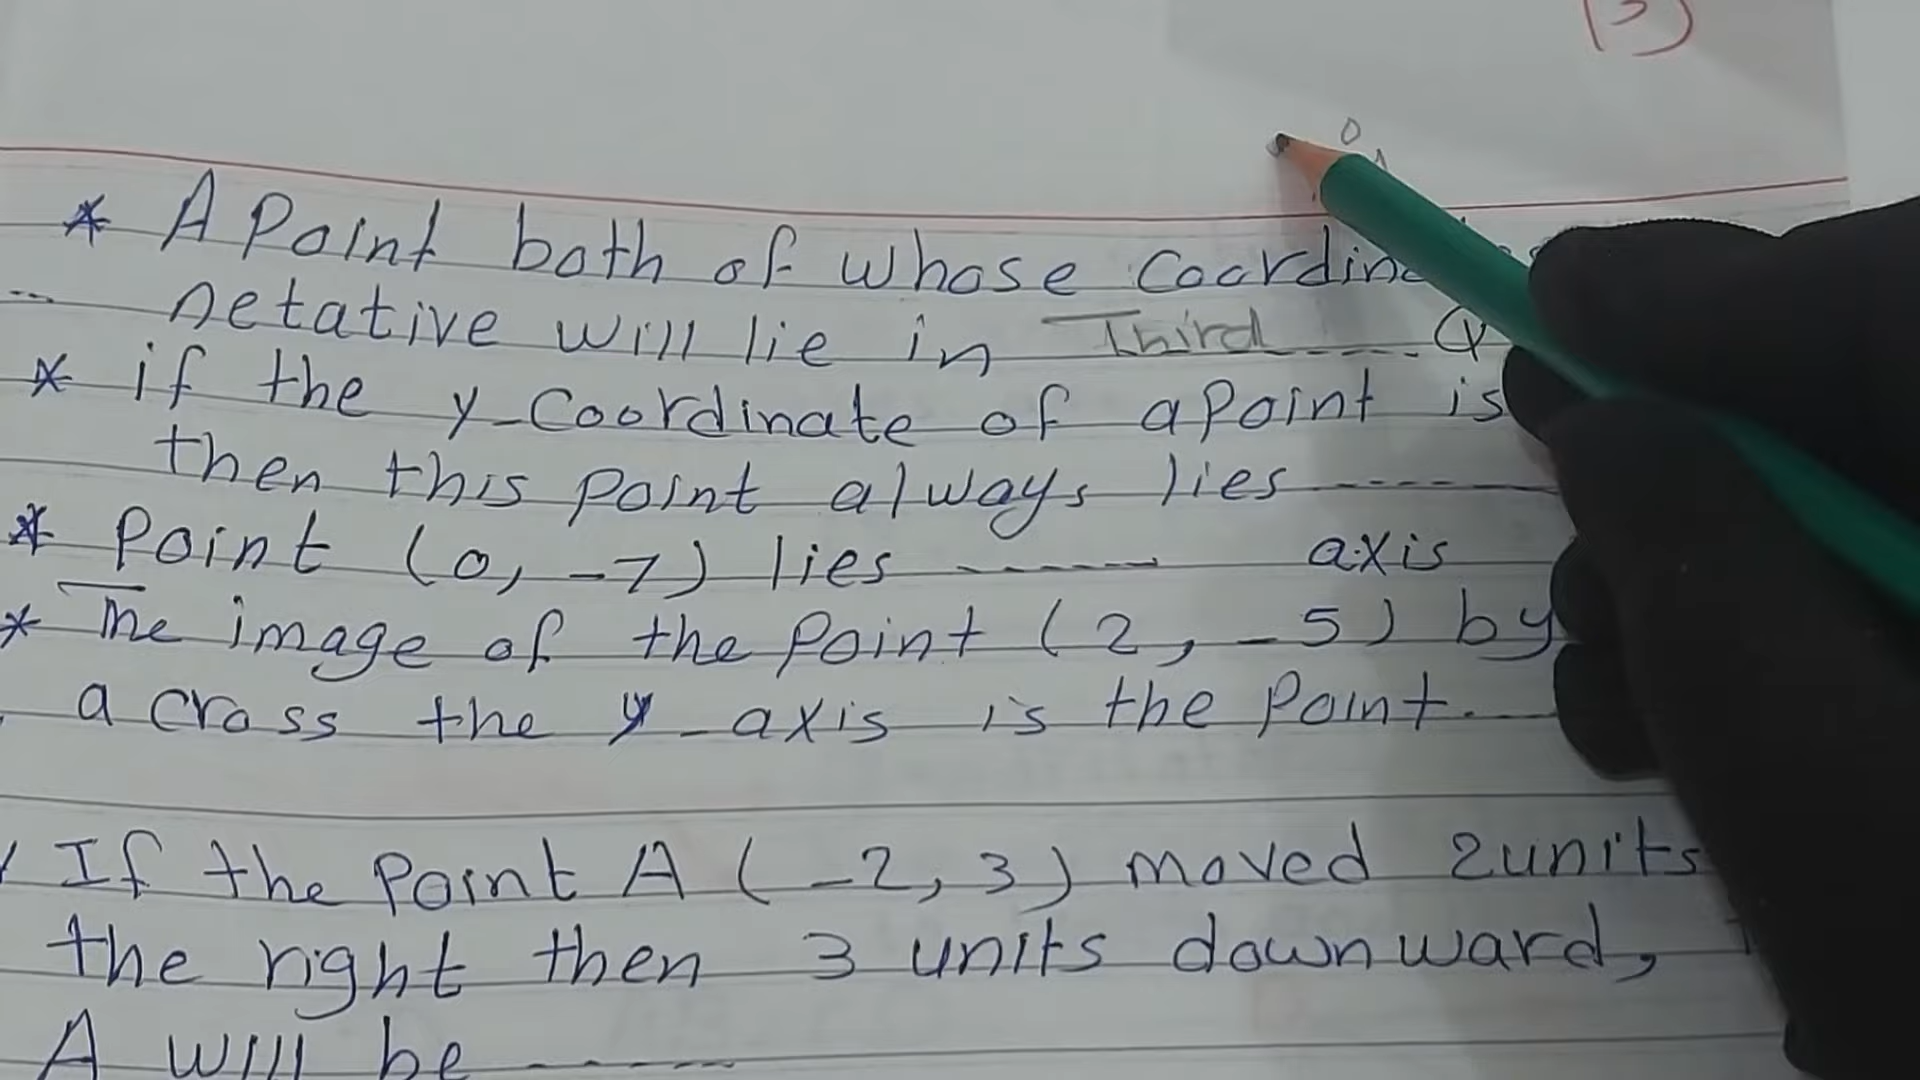 (3)
0
* A Point both of whose
netative will lie in Third ----- Q
* if the y-Coordinate of a Point is
then this Point always lies -----
* Point (0, -7) lies ------ axis
* The image of the Point (2, -5) by
a cross the y-axis is the Point ---
If the Point A (-2, 3) moved 2units
the right then 3 units downward,
A will be -----